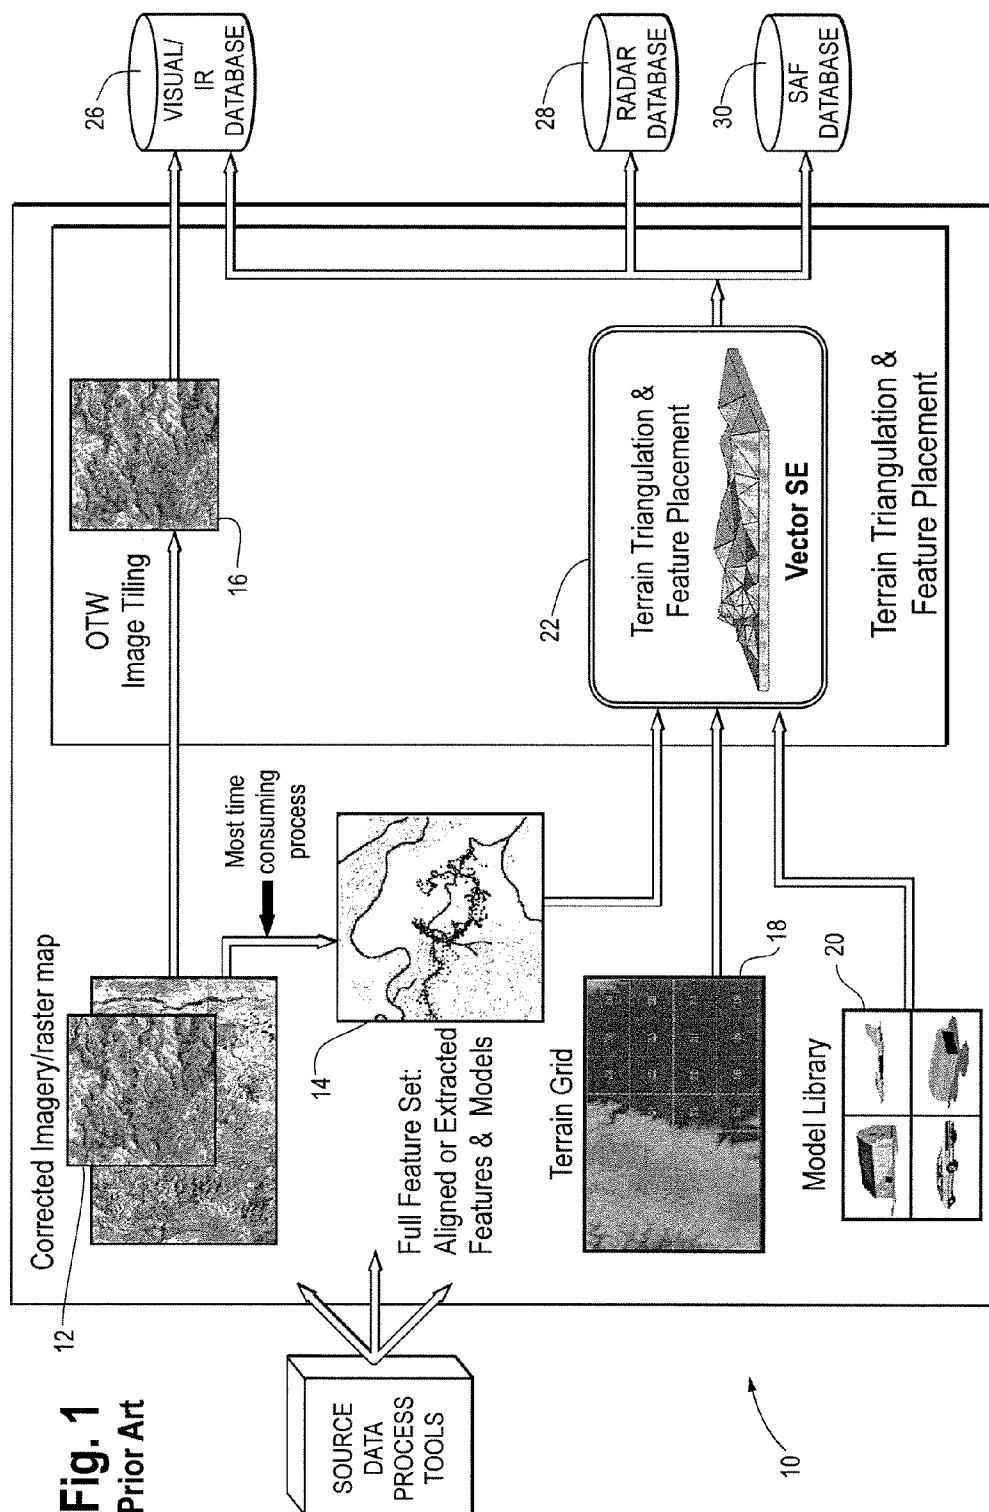 Fig. 1
Prior Art
SOURCE
DATA
PROCESS
TOOLS
10
12
Corrected Imagery/raster map
Most time
consuming
process
14
Full Feature Set:
Aligned or Extracted
Features & Models
Terrain Grid
18
Model Library
20
OTW
Image Tiling
16
22
Terrain Triangulation &
Feature Placement
Vector SE
Terrain Triangulation &
Feature Placement
26
VISUAL/
IR
DATABASE
28
RADAR
DATABASE
30
SAF
DATABASE